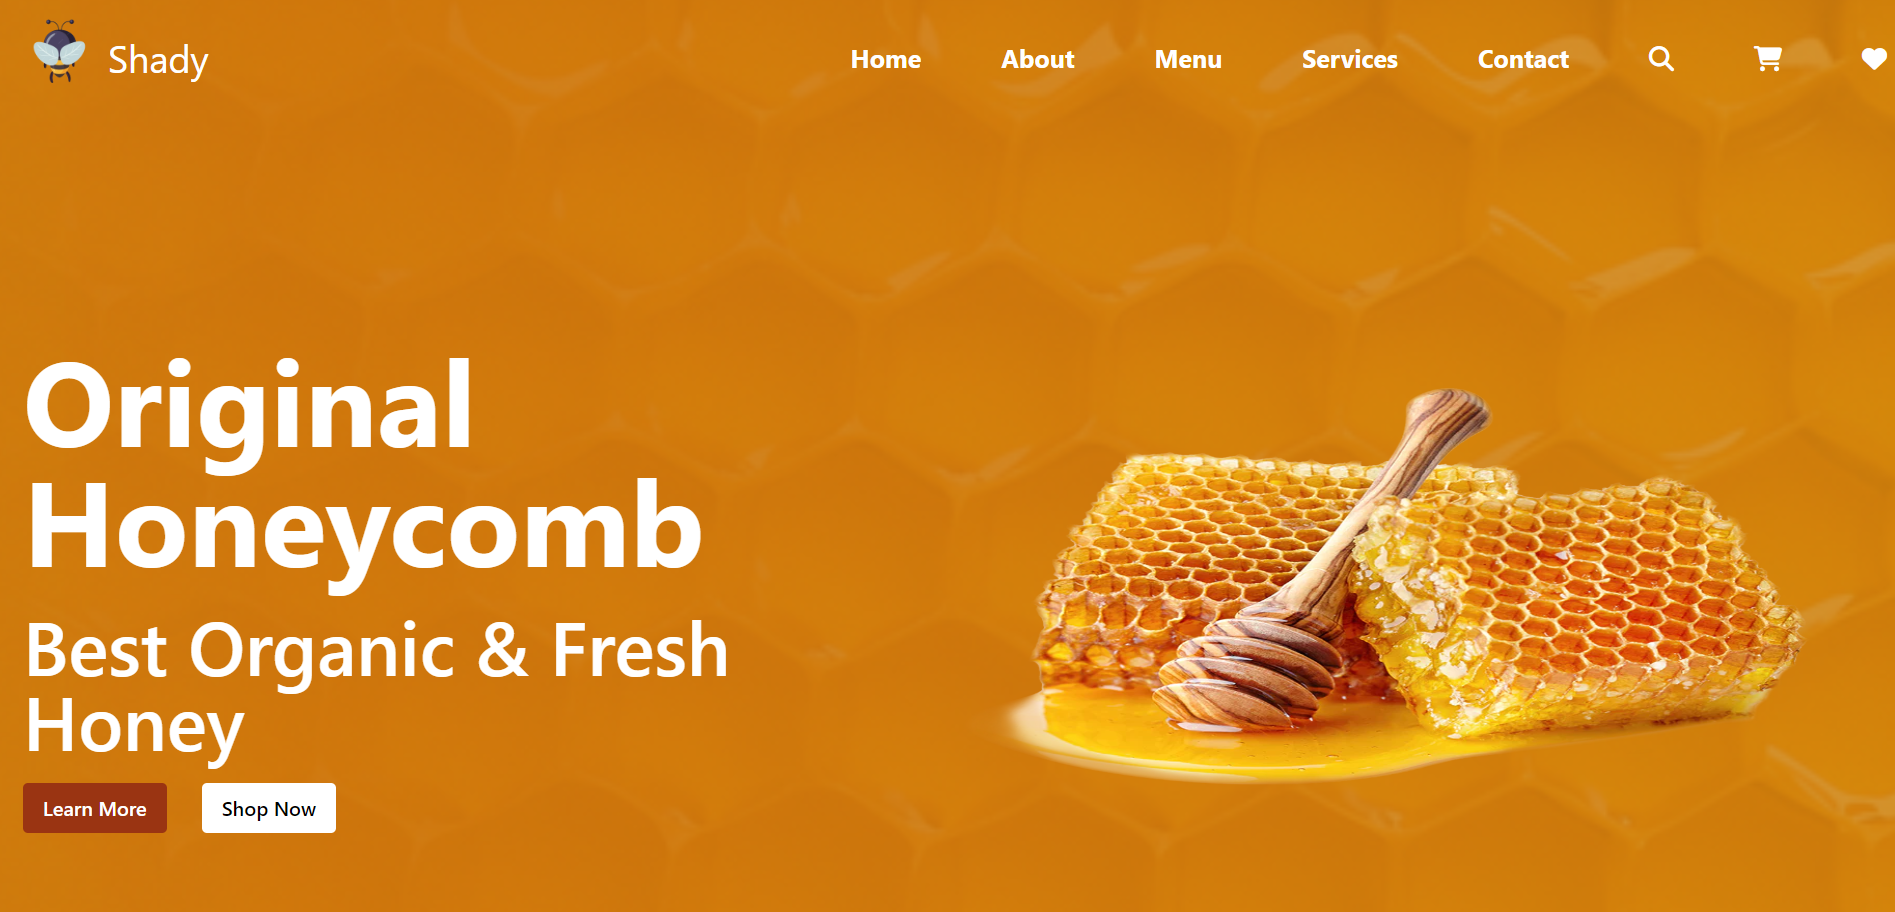 Shady
Home
About
Menu
Services
Contact
Original
Honeycomb
Best Organic & Fresh
Honey
Learn More
Shop Now